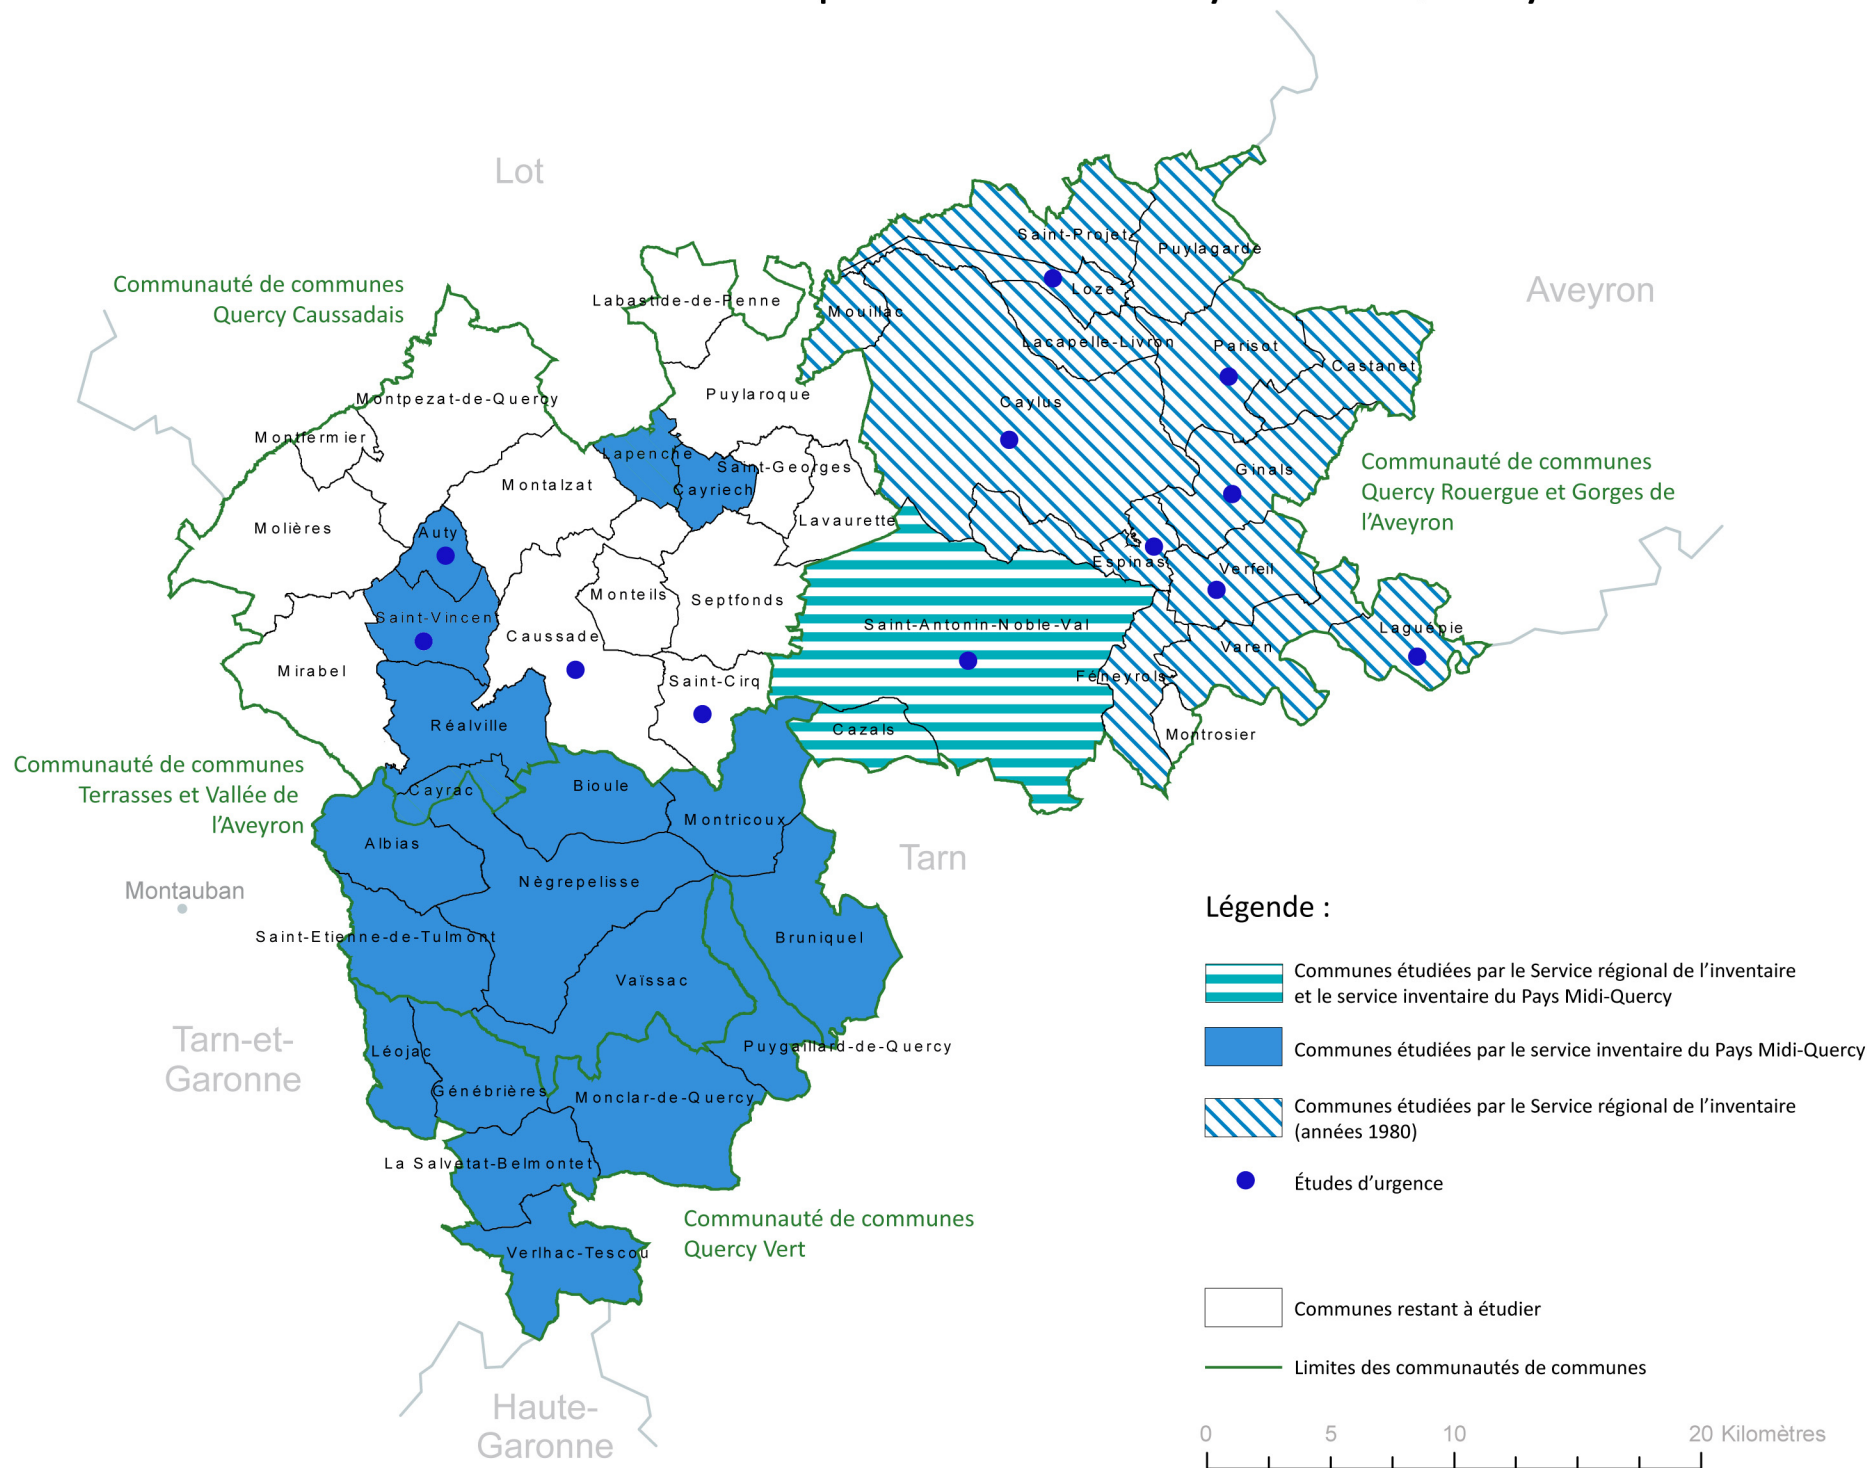 Lot
Communauté de communes
Quercy Caussadais
Aveyron
Saint-Projet
Puylagarde
Loze
Labastide-de-Penne
Mouillac
Lacapelle-Livron
Parisot
Castanet
Puylaroque
Caylus
Montpezat-de-Quercy
Montfermier
Lapenche
Saint-Georges
Cayriech
Montalzat
Ginals
Communauté de communes
Quercy Rouergue et Gorges de
l’Aveyron
Molières
Auty
Lavaurette
Espinas
Verfeil
Monteils
Septfonds
Saint-Vincent
Saint-Antonin-Noble-Val
Caussade
Laguépie
Varen
Mirabel
Saint-Cirq
Féneyrols
Réalville
Cazals
Montrosier
Communauté de communes
Terrasses et Vallée de
l’Aveyron
Cayrac
Bioule
Montricoux
Albias
Tarn
Nègrepelisse
Montauban
Saint-Etienne-de-Tulmont
Bruniquel
Vaïssac
Tarn-et-
Garonne
Léojac
Puygaillard-de-Quercy
Génébrières
Monclar-de-Quercy
La Salvetat-Belmontet
Communauté de communes
Quercy Vert
Verlhac-Tescou
Haute-
Garonne
Légende :
Communes étudiées par le Service régional de l’inventaire
et le service inventaire du Pays Midi-Quercy
Communes étudiées par le service inventaire du Pays Midi-Quercy
Communes étudiées par le Service régional de l’inventaire
(années 1980)
Études d’urgence
Communes restant à étudier
Limites des communautés de communes
0 5 10 20 Kilomètres